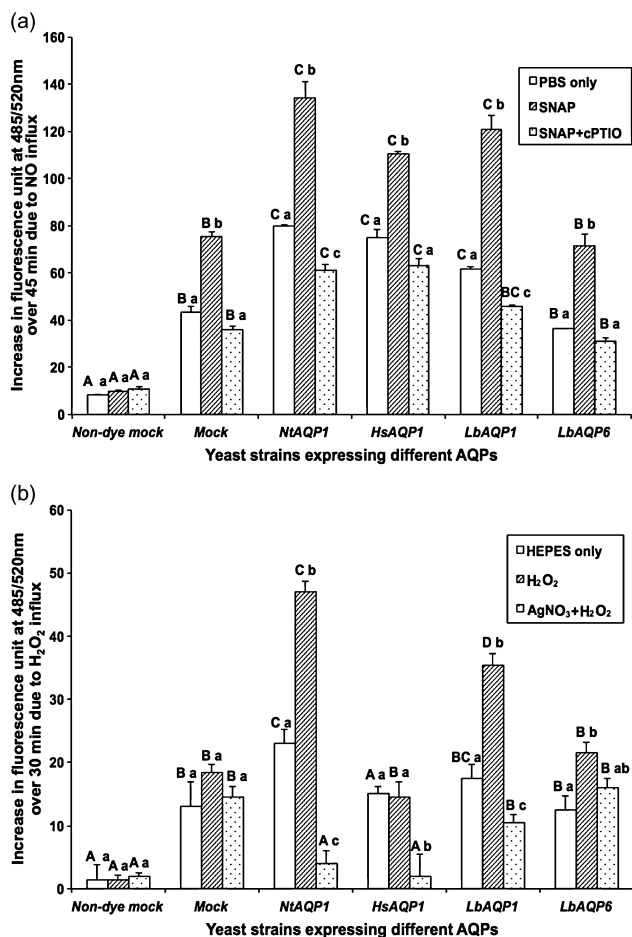 (a)
Increase in fluorescence unit at 485/520nm
over 45 min due to NO influx
160
140
120
100
80
60
40
20
0
PBS only
SNAP
SNAP+cPTIO
A a A a A a
B a B b B a
C a C b C c
C a C b C a
C a C b BC c
B a B b B a
Non-dye mock Mock NtAQP1 HsAQP1 LbAQP1 LbAQP6
Yeast strains expressing different AQPs
(b)
Increase in fluorescence unit at 485/520nm
over 30 min due to H₂O₂ influx
60
50
40
30
20
10
0
HEPES only
H₂O₂
AgNO₃+H₂O₂
A a A a A a
B a B a B a
C a C b A c
A a B a A b
BC a D b B c
B a B b B ab
Non-dye mock Mock NtAQP1 HsAQP1 LbAQP1 LbAQP6
Yeast strains expressing different AQPs